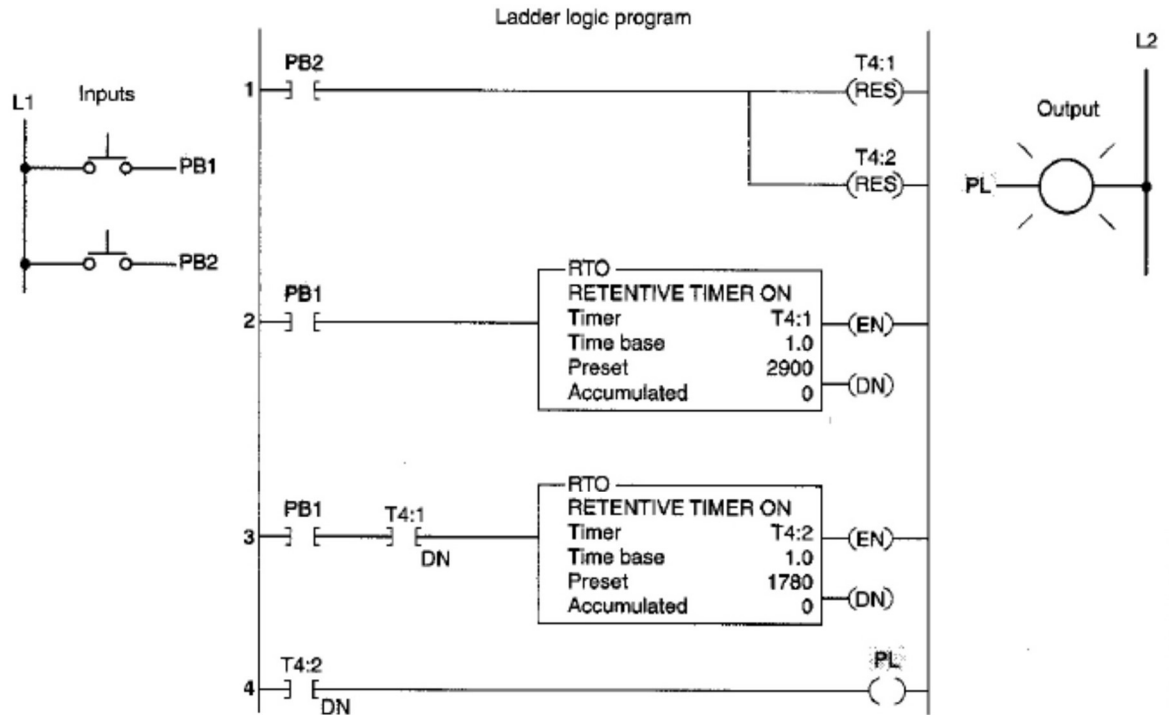 Ladder logic program
L1
Inputs
PB1
PB2
1
PB2
T4:1
(RES)
T4:2
(RES)
L2
Output
PL
2
PB1
RTO
RETENTIVE TIMER ON
Timer T4:1
Time base 1.0
Preset 2900
Accumulated 0
(EN)
(DN)
3
PB1
T4:1
DN
RTO
RETENTIVE TIMER ON
Timer T4:2
Time base 1.0
Preset 1780
Accumulated 0
(EN)
(DN)
4
T4:2
DN
PL